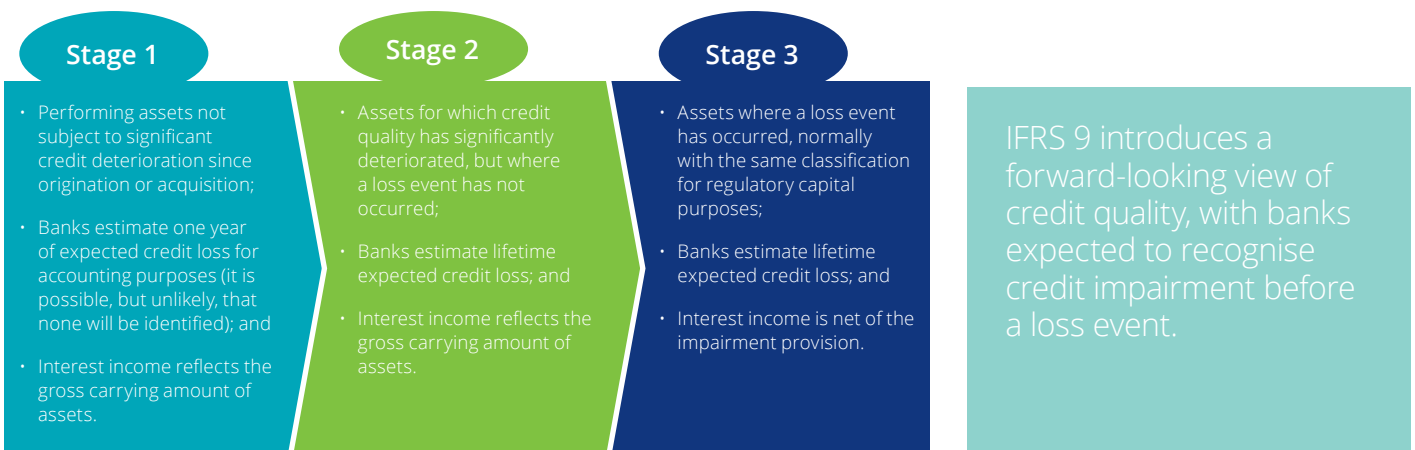 Stage 1
• Performing assets not
subject to significant
credit deterioration since
origination or acquisition;
• Banks estimate one year
of expected credit loss for
accounting purposes (it is
possible, but unlikely, that
none will be identified); and
• Interest income reflects the
gross carrying amount of
assets.
Stage 2
• Assets for which credit
quality has significantly
deteriorated, but where
a loss event has not
occurred;
• Banks estimate lifetime
expected credit loss; and
• Interest income reflects the
gross carrying amount of
assets.
Stage 3
• Assets where a loss event
has occurred, normally
with the same classification
for regulatory capital
purposes;
• Banks estimate lifetime
expected credit loss; and
• Interest income is net of the
impairment provision.
IFRS 9 introduces a
forward-looking view of
credit quality, with banks
expected to recognise
credit impairment before
a loss event.